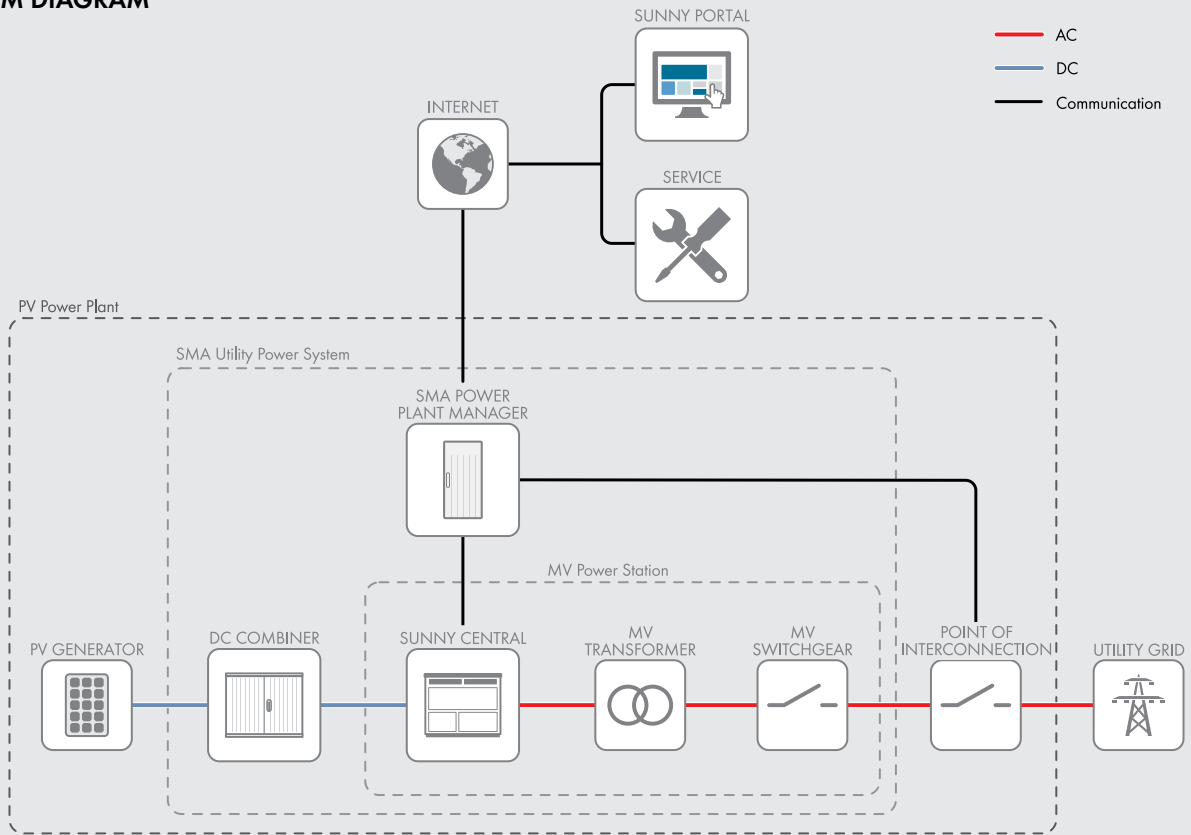 M DIAGRAM
SUNNY PORTAL
AC
DC
Communication
INTERNET
SERVICE
PV Power Plant
SMA Utility Power System
SMA POWER
PLANT MANAGER
MV Power Station
PV GENERATOR
DC COMBINER
SUNNY CENTRAL
MV
TRANSFORMER
MV
SWITCHGEAR
POINT OF
INTERCONNECTION
UTILITY GRID